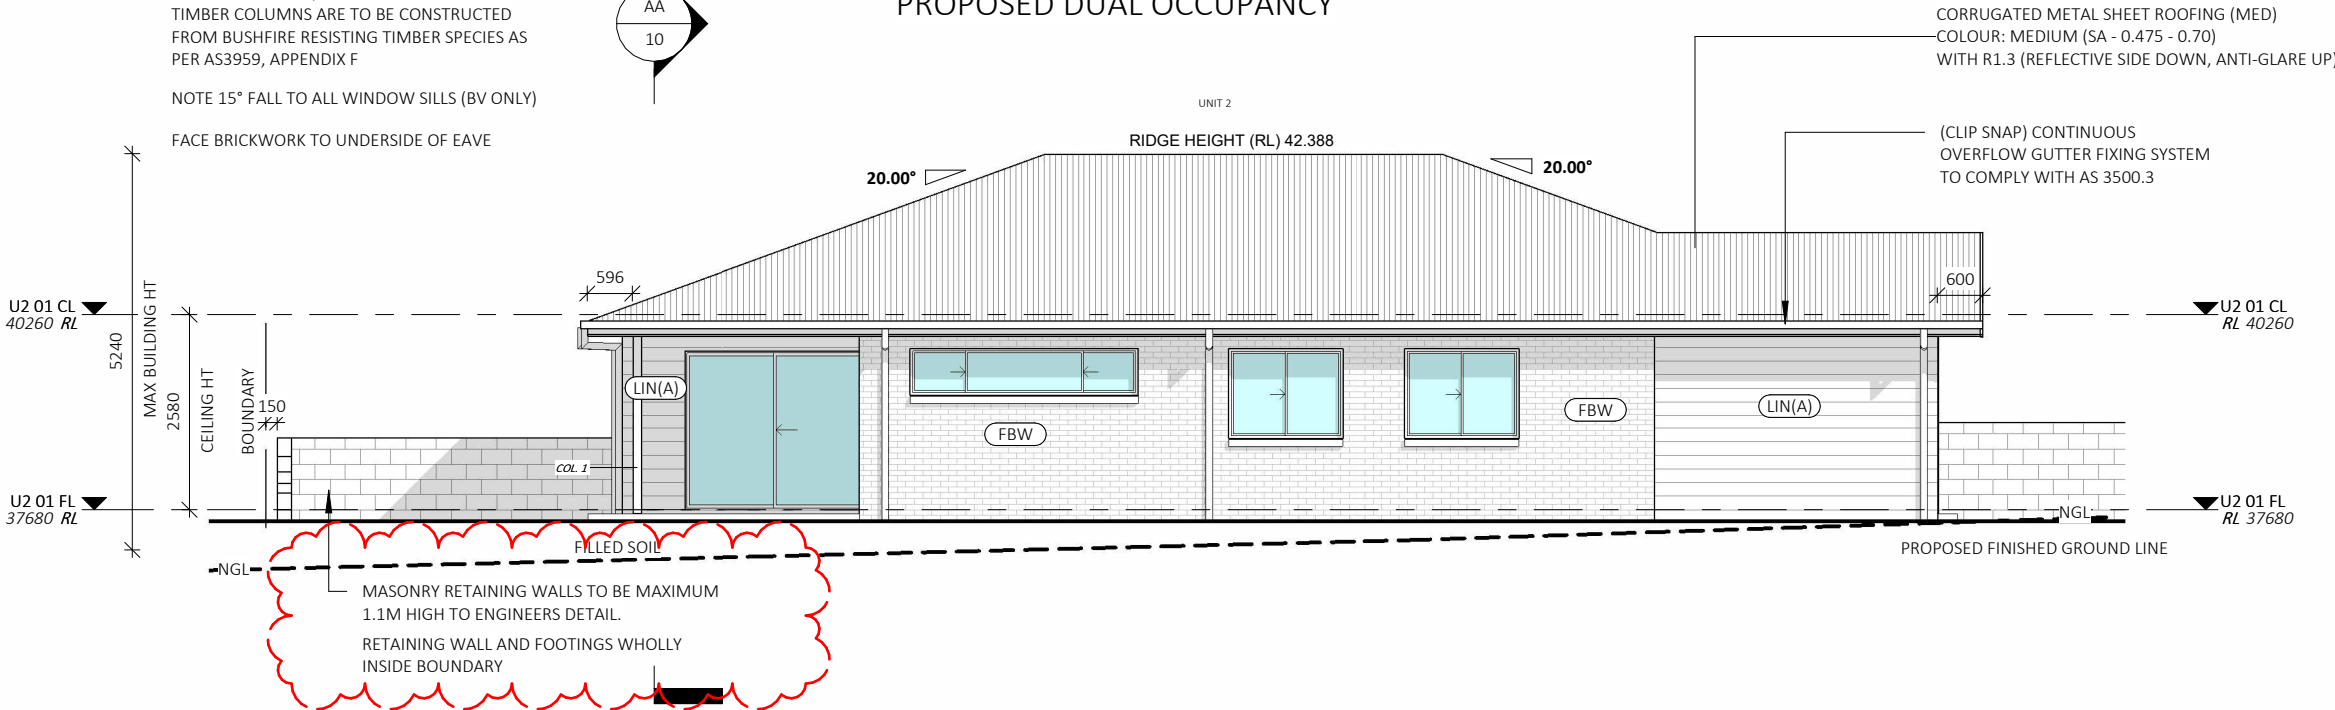 PROPOSED DUAL OCCUPANCY
TIMBER COLUMNS ARE TO BE CONSTRUCTED
FROM BUSHFIRE RESISTING TIMBER SPECIES AS
PER AS3959, APPENDIX F
NOTE 15° FALL TO ALL WINDOW SILLS (BV ONLY)
FACE BRICKWORK TO UNDERSIDE OF EAVE
AA
10
CORRUGATED METAL SHEET ROOFING (MED)
COLOUR: MEDIUM (SA - 0.475 - 0.70)
WITH R1.3 (REFLECTIVE SIDE DOWN, ANTI-GLARE UP)
(CLIP SNAP) CONTINUOUS
OVERFLOW GUTTER FIXING SYSTEM
TO COMPLY WITH AS 3500.3
UNIT 2
RIDGE HEIGHT (RL) 42.388
20.00°
20.00°
596
600
U2 01 CL
40260 RL
U2 01 CL
RL 40260
5240
MAX BUILDING HT
2580
CEILING HT
BOUNDARY
150
LIN(A)
FBW
FBW
LIN(A)
COL 1
U2 01 FL
37680 RL
U2 01 FL
RL 37680
NGL
FILLED SOIL
PROPOSED FINISHED GROUND LINE
NGL
MASONRY RETAINING WALLS TO BE MAXIMUM
1.1M HIGH TO ENGINEERS DETAIL.
RETAINING WALL AND FOOTINGS WHOLLY
INSIDE BOUNDARY